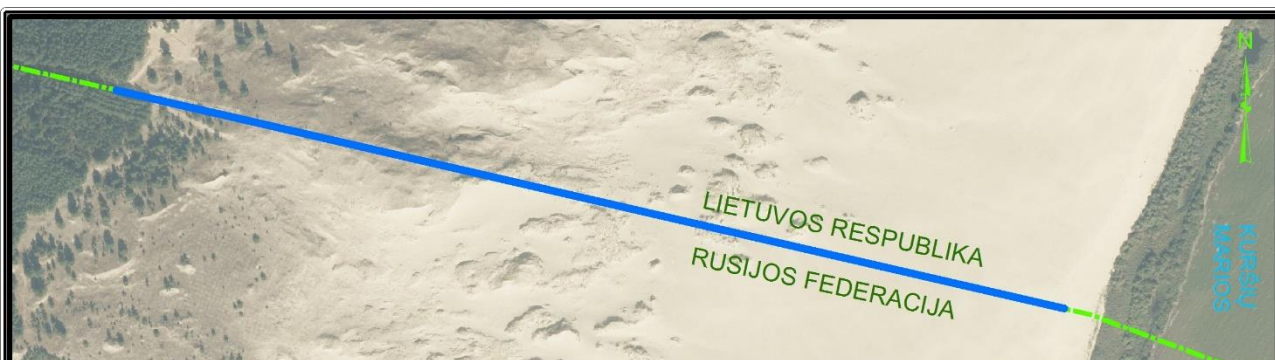 N
LIETUVOS RESPUBLIKA
RUSIJOS FEDERACIJA
KURŠIŲ
MARIOS